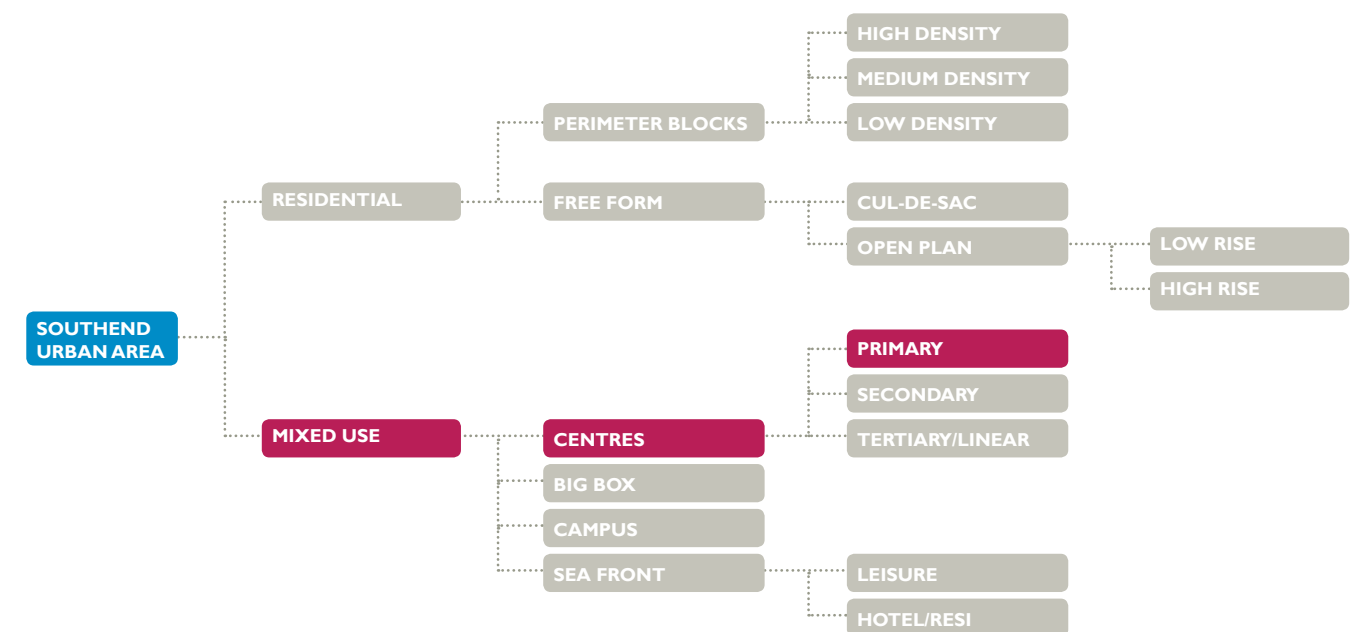 HIGH DENSITY
MEDIUM DENSITY
PERIMETER BLOCKS
LOW DENSITY
RESIDENTIAL
FREE FORM
CUL-DE-SAC
OPEN PLAN
LOW RISE
HIGH RISE
SOUTHEND
URBAN AREA
PRIMARY
SECONDARY
MIXED USE
CENTRES
TERTIARY/LINEAR
BIG BOX
CAMPUS
SEA FRONT
LEISURE
HOTEL/RESI